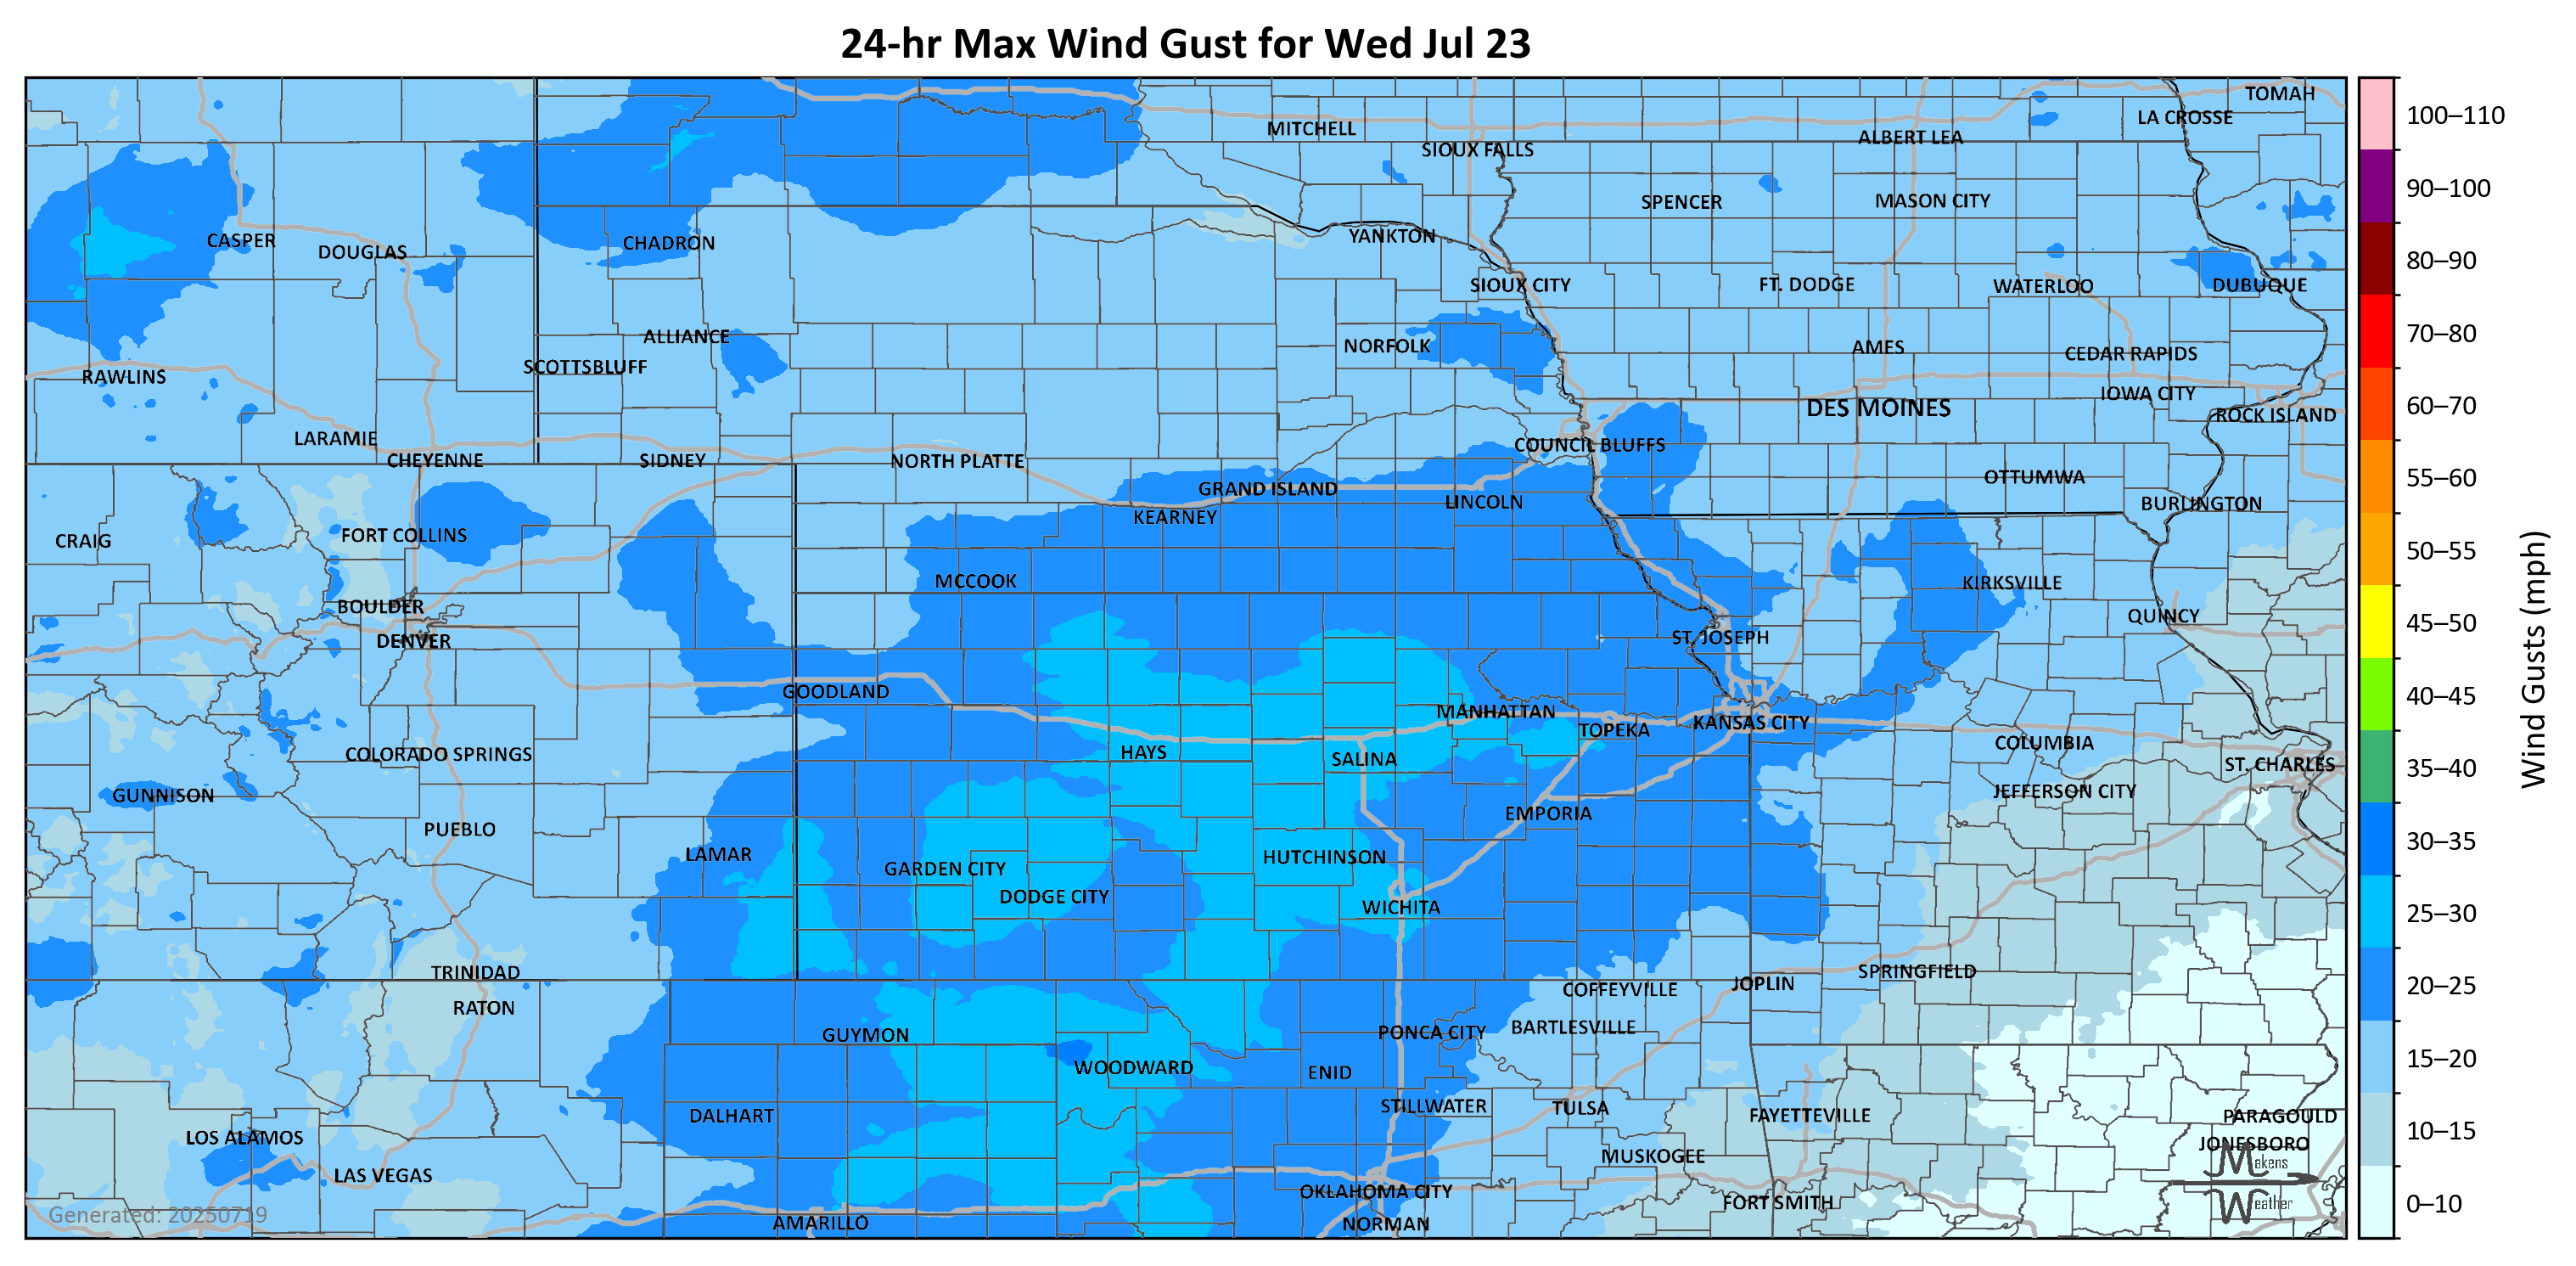 24-hr Max Wind Gust for Wed Jul 23
TOMAH
LA CROSSE
MITCHELL
ALBERT LEA
SIOUX FALLS
SPENCER
MASON CITY
CASPER
DOUGLAS
CHADRON
YANKTON
SIOUX CITY
FT. DODGE
WATERLOO
DUBUQUE
ALLIANCE
NORFOLK
AMES
CEDAR RAPIDS
SCOTTSBLUFF
RAWLINS
IOWA CITY
DES MOINES
ROCK ISLAND
LARAMIE
COUNCIL BLUFFS
CHEYENNE
SIDNEY
NORTH PLATTE
OTTUMWA
GRAND ISLAND
LINCOLN
BURLINGTON
KEARNEY
CRAIG
FORT COLLINS
MCCOOK
KIRKSVILLE
BOULDER
QUINCY
DENVER
ST. JOSEPH
GOODLAND
MANHATTAN
TOPEKA
KANSAS CITY
COLORADO SPRINGS
HAYS
SALINA
COLUMBIA
ST. CHARLES
GUNNISON
JEFFERSON CITY
PUEBLO
EMPORIA
LAMAR
GARDEN CITY
HUTCHINSON
DODGE CITY
WICHITA
TRINIDAD
SPRINGFIELD
RATON
COFFEYVILLE
JOPLIN
GUYMON
PONCA CITY
BARTLESVILLE
WOODWARD
ENID
DALHART
STILLWATER
TULSA
FAYETTEVILLE
PARAGOULD
LOS ALAMOS
JONESBORO
LAS VEGAS
MUSKOGEE
OKLAHOMA CITY
FORT SMITH
AMARILLO
NORMAN
Generated: 20250719
Makens
Weather
100–110
90–100
80–90
70–80
60–70
55–60
50–55
45–50
40–45
35–40
30–35
25–30
20–25
15–20
10–15
0–10
Wind Gusts (mph)